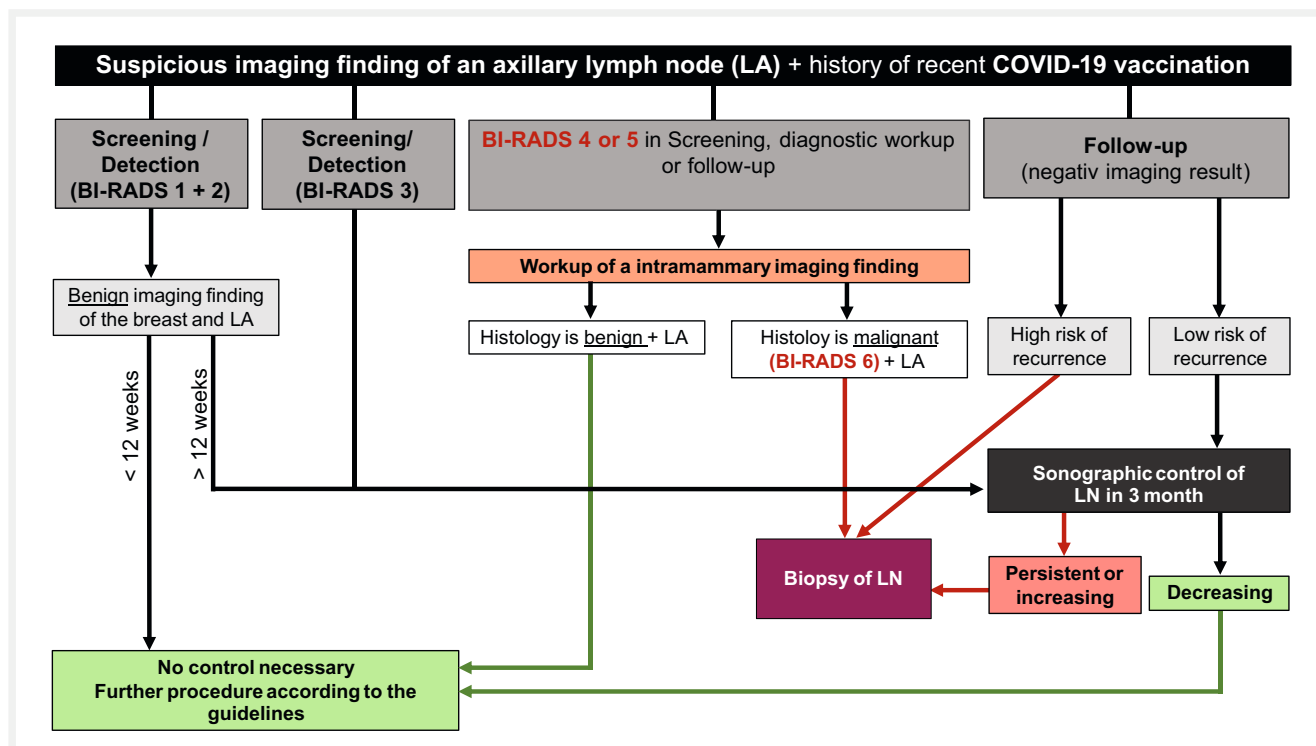 Suspicious imaging finding of an axillary lymph node (LA) + history of recent COVID-19 vaccination
Screening /
Detection
(BI-RADS 1 + 2)
Screening/
Detection
(BI-RADS 3)
BI-RADS 4 or 5 in Screening, diagnostic workup
or follow-up
Follow-up
(negativ imaging result)
Workup of a intramammary imaging finding
Benign imaging finding
of the breast and LA
Histology is benign + LA
Histoloy is malignant
(BI-RADS 6) + LA
High risk of
recurrence
Low risk of
recurrence
< 12 weeks
> 12 weeks
Sonographic control of
LN in 3 month
Biopsy of LN
Persistent or
increasing
Decreasing
No control necessary
Further procedure according to the
guidelines